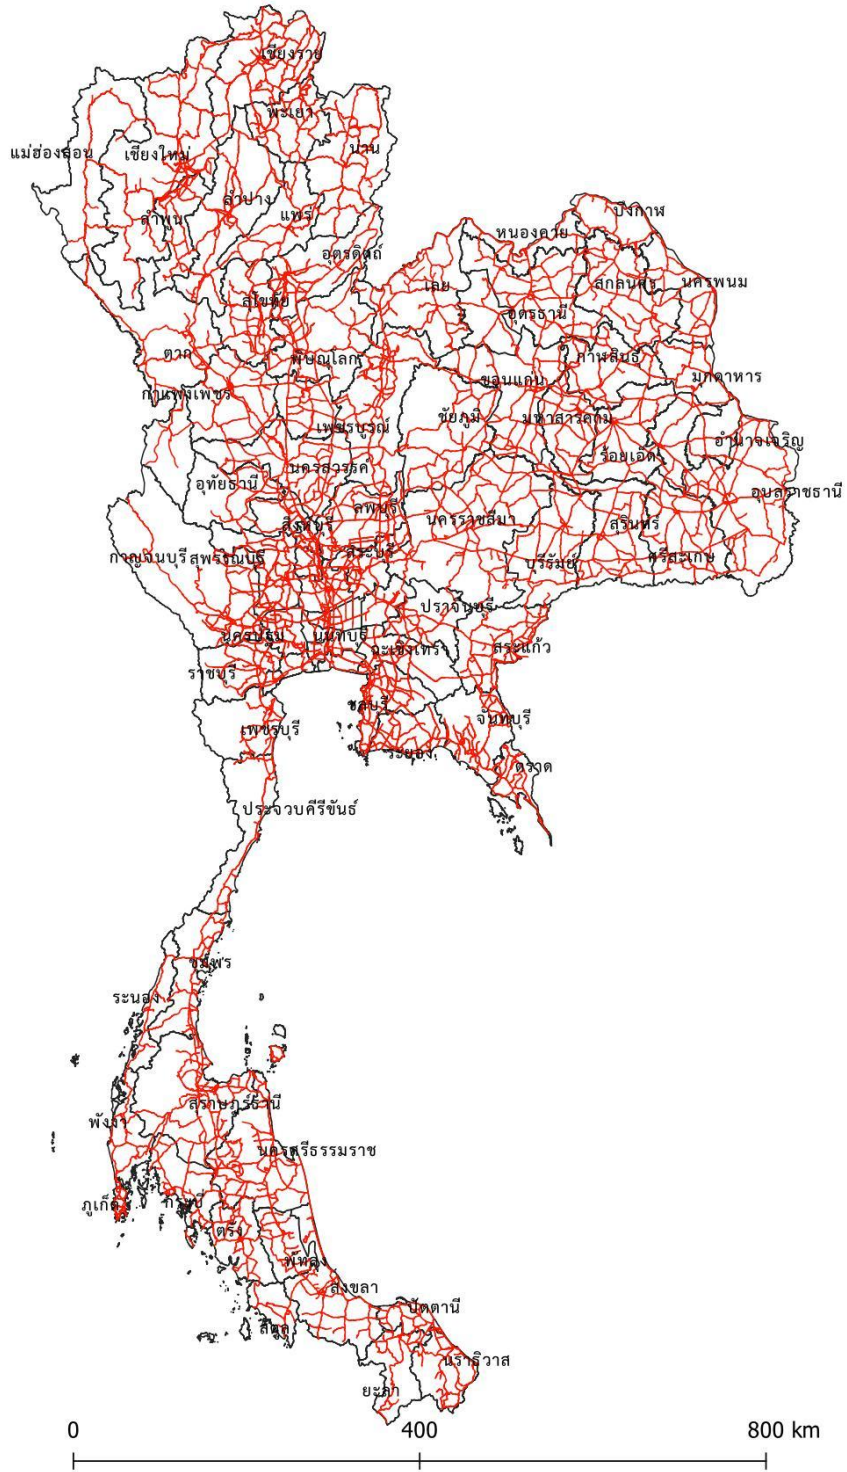 เชียงราย
พะเยา
น่าน
แม่ฮ่องสอน
เชียงใหม่
ลำปาง
ลำพูน
แพร่
บึงกาฬ
หนองคาย
อุตรดิตถ์
นครพนม
สกลนคร
เลย
สุโขทัย
อุดรธานี
ตาก
พิษณุโลก
กาฬสินธุ์
มุกดาหาร
ขอนแก่น
กำแพงเพชร
ชัยภูมิ
มหาสารคาม
เพชรบูรณ์
อำนาจเจริญ
ร้อยเอ็ด
นครสวรรค์
อุทัยธานี
อุบลราชธานี
ลพบุรี
นครราชสีมา
สุรินทร์
สิงห์บุรี
สระบุรี
กาญจนบุรี
สุพรรณบุรี
บุรีรัมย์
ศรีสะเกษ
ปราจีนบุรี
นครปฐม
นนทบุรี
ฉะเชิงเทรา
สระแก้ว
ราชบุรี
ชลบุรี
จันทบุรี
เพชรบุรี
ระยอง
ตราด
ประจวบคีรีขันธ์
ชุมพร
ระนอง
สุราษฎร์ธานี
พังงา
นครศรีธรรมราช
ภูเก็ต
กระบี่
ตรัง
พัทลุง
สงขลา
ปัตตานี
สตูล
นราธิวาส
ยะลา
0 400 800 km